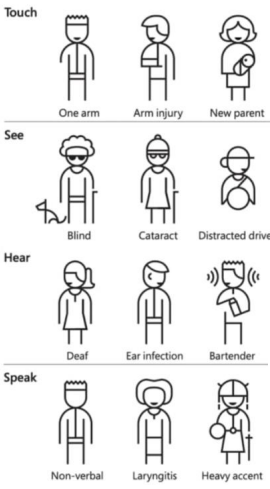 Touch
One arm Arm injury New parent
See
Blind Cataract Distracted drive
Hear
Deaf Ear infection Bartender
Speak
Non-verbal Laryngitis Heavy accent